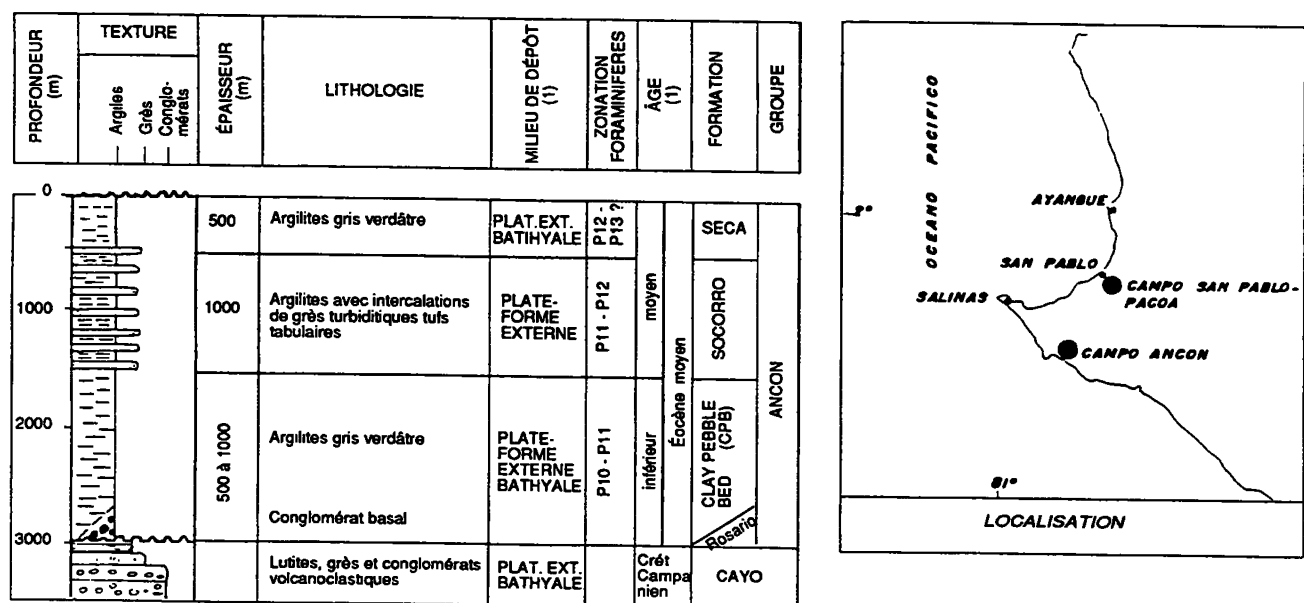 PROFONDEUR
(m)
TEXTURE
Argiles
Grès
Conglo-
mérats
ÉPAISSEUR
(m)
LITHOLOGIE
MILIEU DE DÉPÔT
(1)
ZONATION
FORAMINIFERES
ÂGE
(1)
FORMATION
GROUPE
0
1000
2000
3000
500
Argilites gris verdâtre
PLAT.EXT.
BATIHYALE
P12 -
P13 ?
SECA
1000
Argilites avec intercalations
de grès turbiditiques tufs
tabulaires
PLATE-
FORME
EXTERNE
P11 - P12
moyen
SOCORRO
500 à 1000
Argilites gris verdâtre
Conglomérat basal
PLATE-
FORME
EXTERNE
BATHYALE
P10 - P11
inférieur
Éocène moyen
CLAY PEBBLE
BED (CPB)
Rosario
ANCON
Lutites, grès et conglomérats
volcanoclastiques
PLAT. EXT.
BATHYALE
Crét
Campa
nien
CAYO
OCEANO PACIFICO
AYANGUE
SAN PABLO
CAMPO SAN PABLO-
PACOA
SALINAS
CAMPO ANCON
81°
LOCALISATION